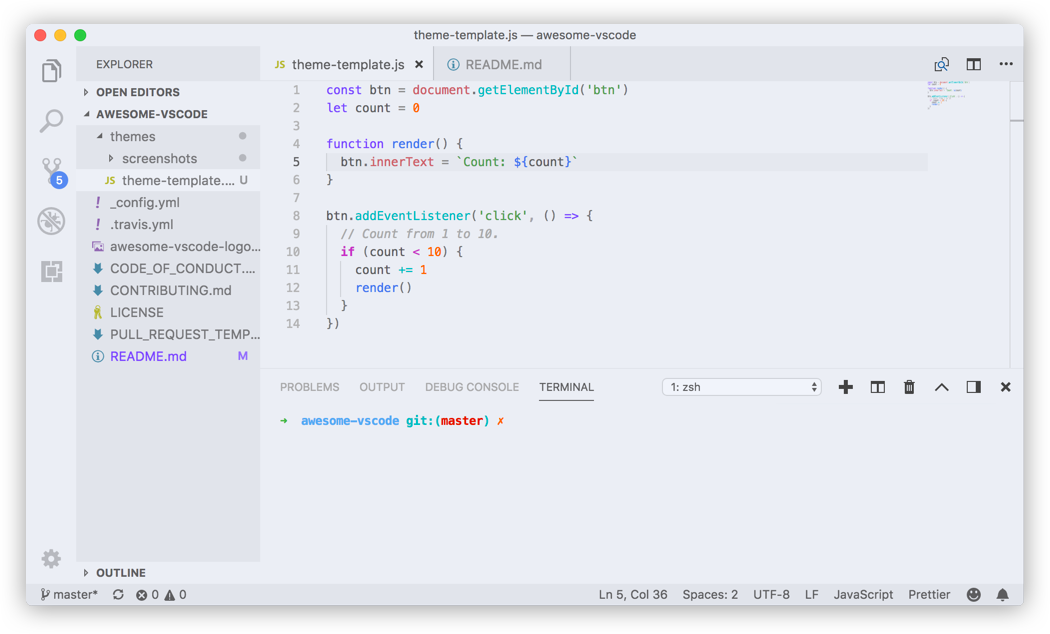 theme-template.js — awesome-vscode
EXPLORER
OPEN EDITORS
AWESOME-VSCODE
themes
screenshots
JS theme-template.... U
! _config.yml
! .travis.yml
awesome-vscode-logo...
CODE_OF_CONDUCT....
CONTRIBUTING.md
LICENSE
PULL_REQUEST_TEMP...
README.md M
OUTLINE
5
JS theme-template.js × README.md
1 const btn = document.getElementById('btn')
2 let count = 0
3
4 function render() {
5 btn.innerText = `Count: ${count}`
6 }
7
8 btn.addEventListener('click', () => {
9 // Count from 1 to 10.
10 if (count < 10) {
11 count += 1
12 render()
13 }
14 })
PROBLEMS OUTPUT DEBUG CONSOLE TERMINAL 1: zsh
➜ awesome-vscode git:(master) ✗
master* 0 0 Ln 5, Col 36 Spaces: 2 UTF-8 LF JavaScript Prettier